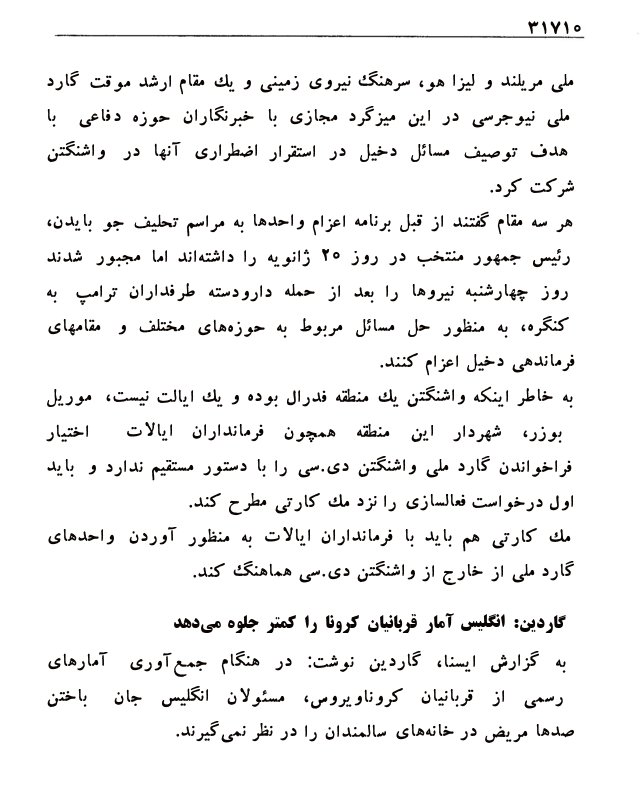 ۳۱۷۱۰
ملی مریلند و لیزا هو، سرهنگ نیروی زمینی و یك مقام ارشد موقت گارد
ملی نیوجرسی در این میزگرد مجازی با خبرنگاران حوزه دفاعی با
هدف توصیف مسائل دخیل در استقرار اضطراری آنها در واشنگتن
شرکت کرد.
هر سه مقام گفتند از قبل برنامه اعزام واحدها به مراسم تحلیف جو بایدن،
رئیس جمهور منتخب در روز ۲۰ ژانویه را داشته‌اند اما مجبور شدند
روز چهارشنبه نیروها را بعد از حمله دارودسته طرفداران ترامپ به
کنگره، به منظور حل مسائل مربوط به حوزه‌های مختلف و مقامهای
فرماندهی دخیل اعزام کنند.
به خاطر اینکه واشنگتن یك منطقه فدرال بوده و یك ایالت نیست، موریل
بوزر، شهردار این منطقه همچون فرمانداران ایالات اختیار
فراخواندن گارد ملی واشنگتن دی.سی را با دستور مستقیم ندارد و باید
اول درخواست فعالسازی را نزد مك کارتی مطرح کند.
مك کارتی هم باید با فرمانداران ایالات به منظور آوردن واحدهای
گارد ملی از خارج از واشنگتن دی.سی هماهنگ کند.
گاردین: انگلیس آمار قربانیان کرونا را کمتر جلوه می‌دهد
به گزارش ایسنا، گاردین نوشت: در هنگام جمع‌آوری آمارهای
رسمی از قربانیان کروناویروس، مسئولان انگلیس جان باختن
صدها مریض در خانه‌های سالمندان را در نظر نمی‌گیرند.